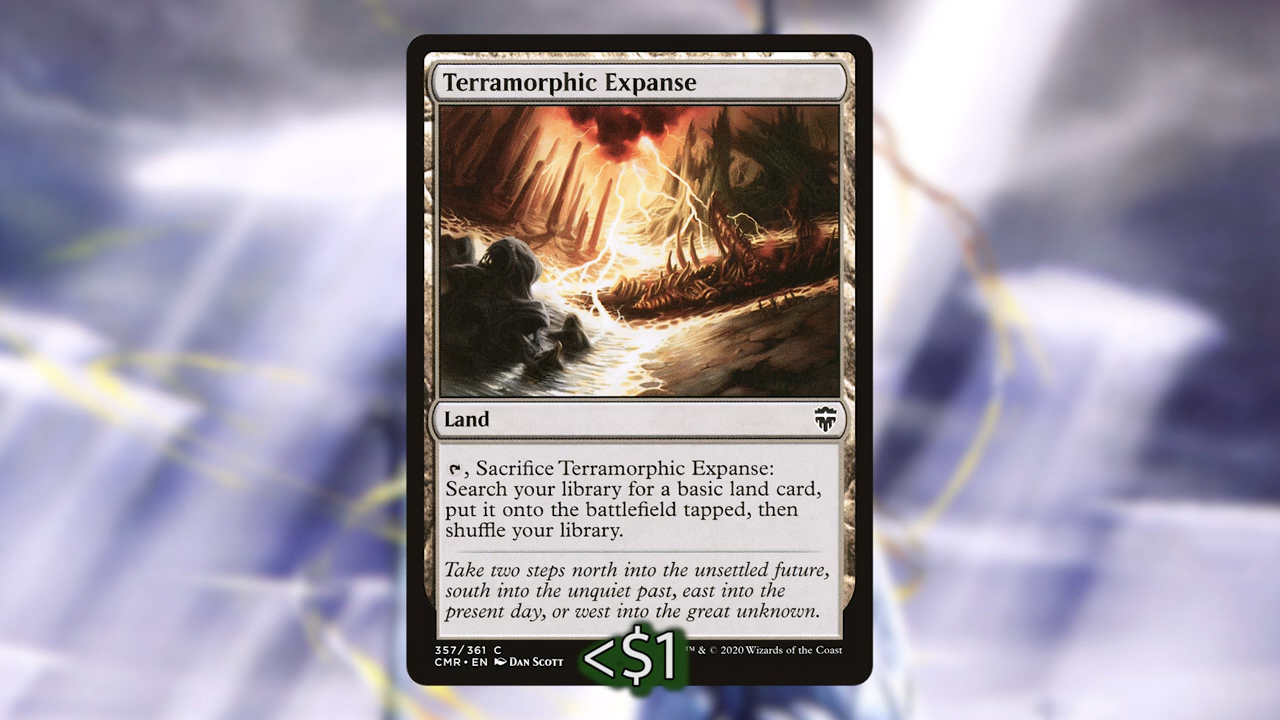 Terramorphic Expanse
Land
, Sacrifice Terramorphic Expanse:
Search your library for a basic land card,
put it onto the battlefield tapped, then
shuffle your library.
Take two steps north into the unsettled future,
south into the unquiet past, east into the
present day, or west into the great unknown.
357/361 C
CMR • EN DAN SCOTT
<$1
™ & © 2020 Wizards of the Coast